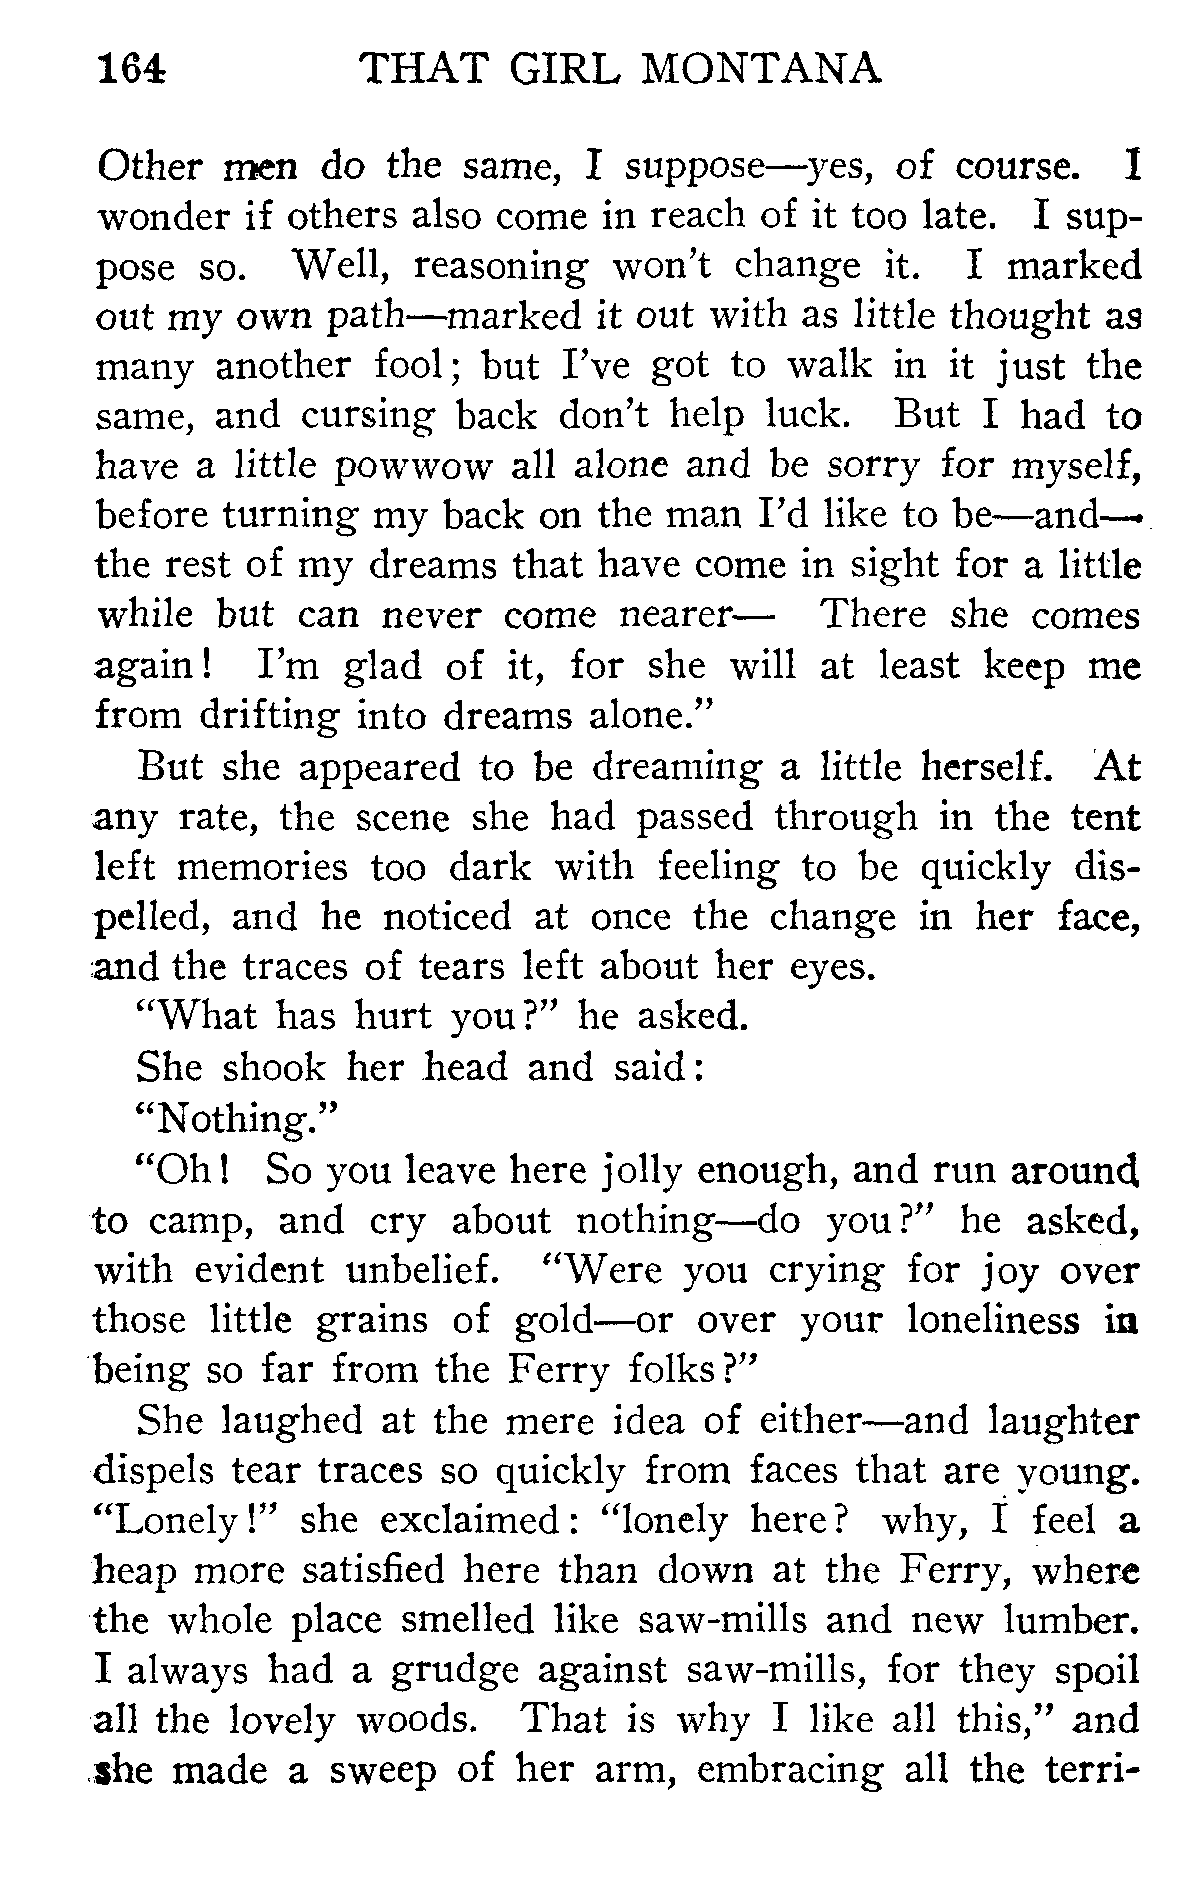 164 THAT GIRL MONTANA
Other men do the same, I suppose—yes, of course. I
wonder if others also come in reach of it too late. I sup-
pose so. Well, reasoning won't change it. I marked
out my own path—marked it out with as little thought as
many another fool; but I've got to walk in it just the
same, and cursing back don't help luck. But I had to
have a little powwow all alone and be sorry for myself,
before turning my back on the man I'd like to be—and—
the rest of my dreams that have come in sight for a little
while but can never come nearer— There she comes
again! I'm glad of it, for she will at least keep me
from drifting into dreams alone."
But she appeared to be dreaming a little herself. At
any rate, the scene she had passed through in the tent
left memories too dark with feeling to be quickly dis-
pelled, and he noticed at once the change in her face,
and the traces of tears left about her eyes.
"What has hurt you?" he asked.
She shook her head and said:
"Nothing."
"Oh! So you leave here jolly enough, and run around
to camp, and cry about nothing—do you?" he asked,
with evident unbelief. "Were you crying for joy over
those little grains of gold—or over your loneliness in
being so far from the Ferry folks?"
She laughed at the mere idea of either—and laughter
dispels tear traces so quickly from faces that are young.
"Lonely!" she exclaimed: "lonely here? why, I feel a
heap more satisfied here than down at the Ferry, where
the whole place smelled like saw-mills and new lumber.
I always had a grudge against saw-mills, for they spoil
all the lovely woods. That is why I like all this," and
she made a sweep of her arm, embracing all the terri-